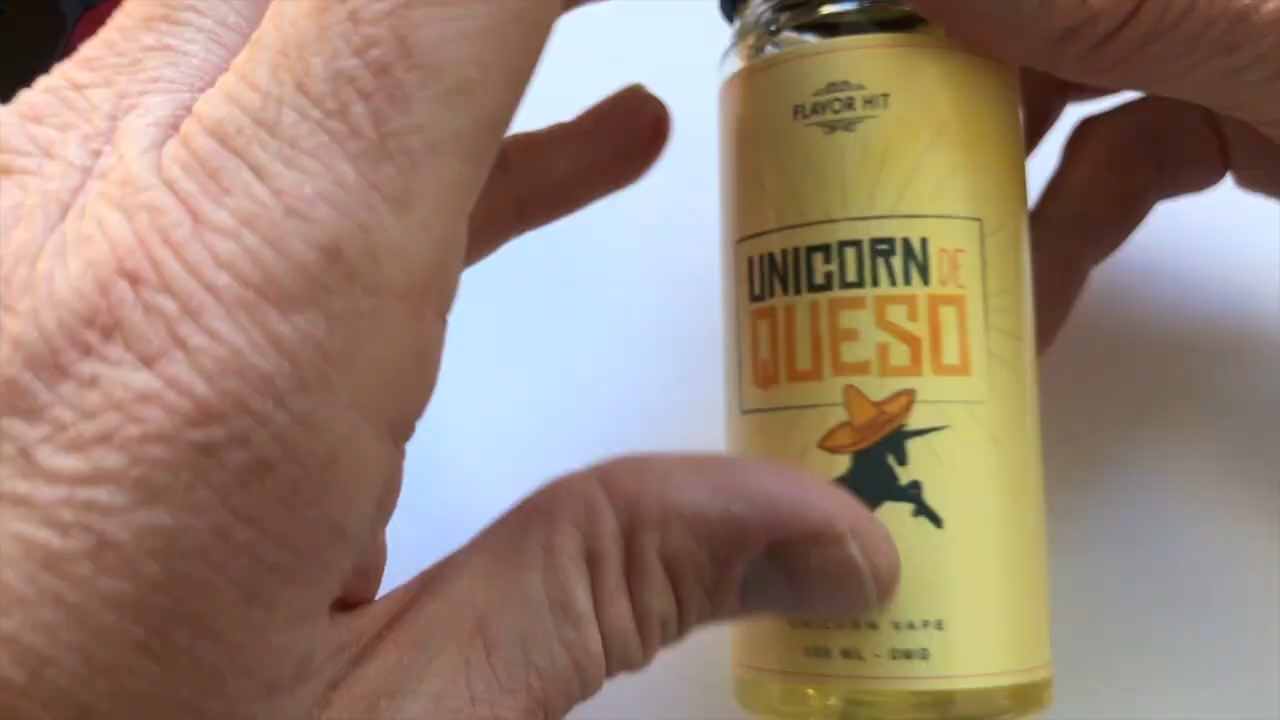 FLAVOR HIT
UNICORN DE
QUESO
UNICORN VAPE
100 ML - 0MG